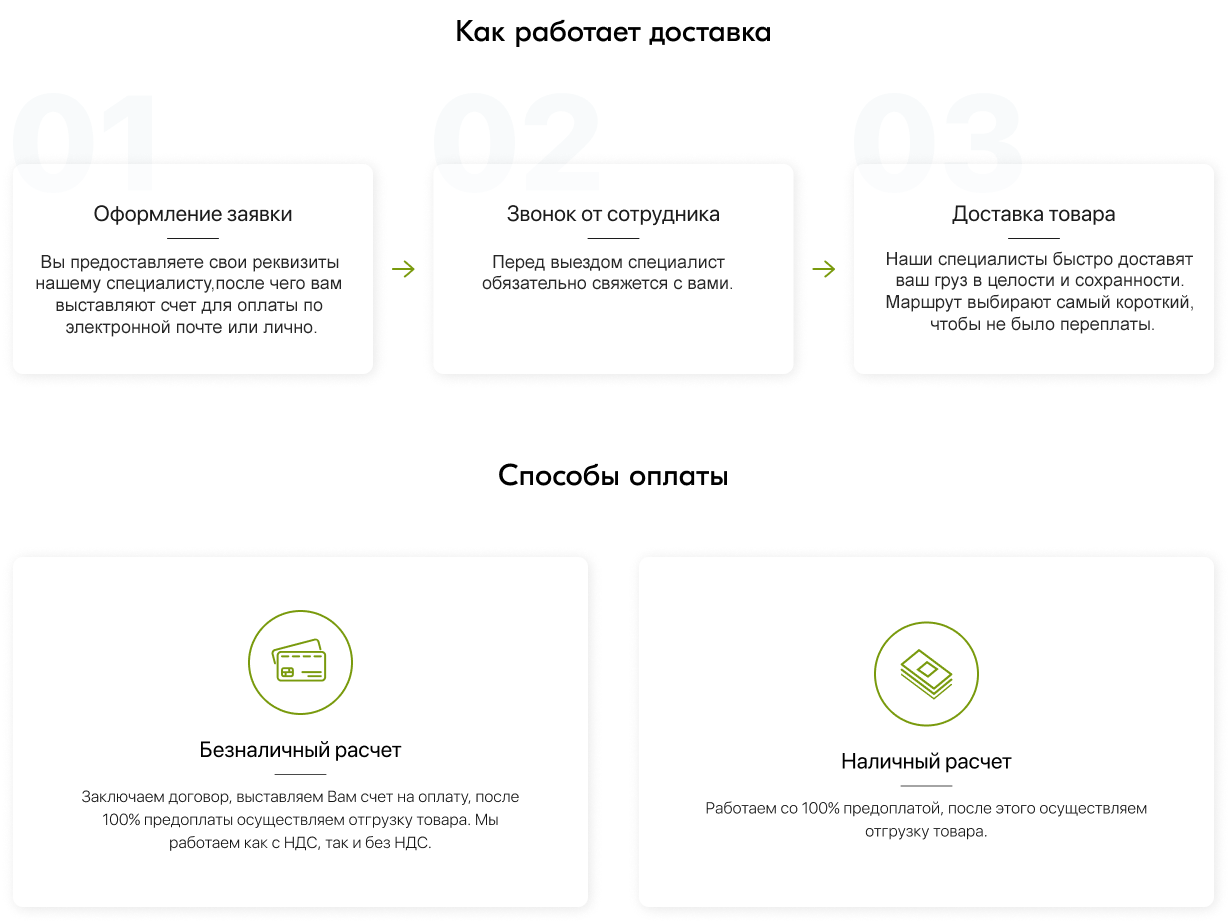 Как работает доставка
01
02
03
Оформление заявки
Вы предоставляете свои реквизиты
нашему специалисту,после чего вам
выставляют счет для оплаты по
электронной почте или лично.
Звонок от сотрудника
Перед выездом специалист
обязательно свяжется с вами.
Доставка товара
Наши специалисты быстро доставят
ваш груз в целости и сохранности.
Маршрут выбирают самый короткий,
чтобы не было переплаты.
Способы оплаты
Безналичный расчет
Заключаем договор, выставляем Вам счет на оплату, после
100% предоплаты осуществляем отгрузку товара. Мы
работаем как с НДС, так и без НДС.
Наличный расчет
Работаем со 100% предоплатой, после этого осуществляем
отгрузку товара.